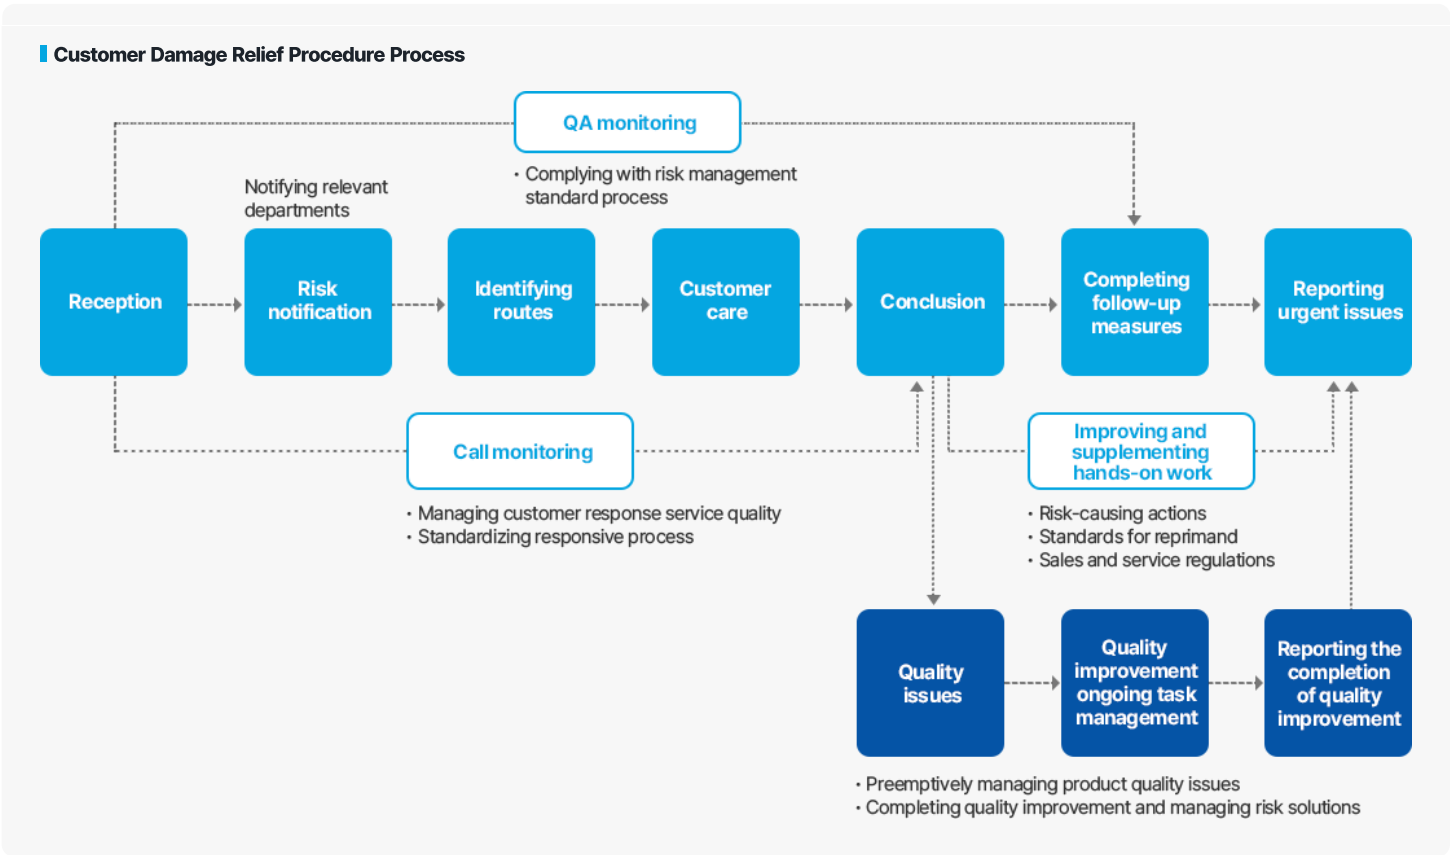 Customer Damage Relief Procedure Process
QA monitoring
· Complying with risk management
standard process
Notifying relevant
departments
Reception
Risk
notification
Identifying
routes
Customer
care
Conclusion
Completing
follow-up
measures
Reporting
urgent issues
Call monitoring
· Managing customer response service quality
· Standardizing responsive process
Improving and
supplementing
hands-on work
· Risk-causing actions
· Standards for reprimand
· Sales and service regulations
Quality
issues
Quality
improvement
ongoing task
management
Reporting the
completion
of quality
improvement
· Preemptively managing product quality issues
· Completing quality improvement and managing risk solutions